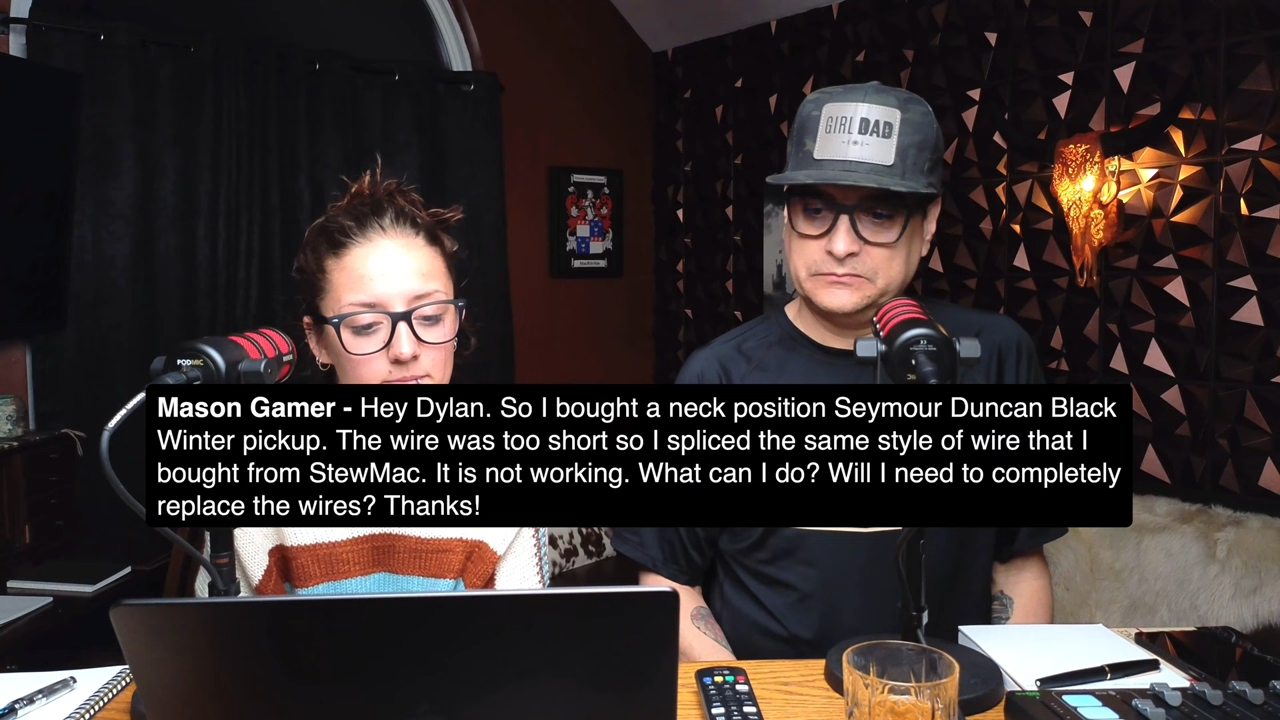 GIRL DAD
PODMIC
RODE
Mason Gamer - Hey Dylan. So I bought a neck position Seymour Duncan Black
Winter pickup. The wire was too short so I spliced the same style of wire that I
bought from StewMac. It is not working. What can I do? Will I need to completely
replace the wires? Thanks!